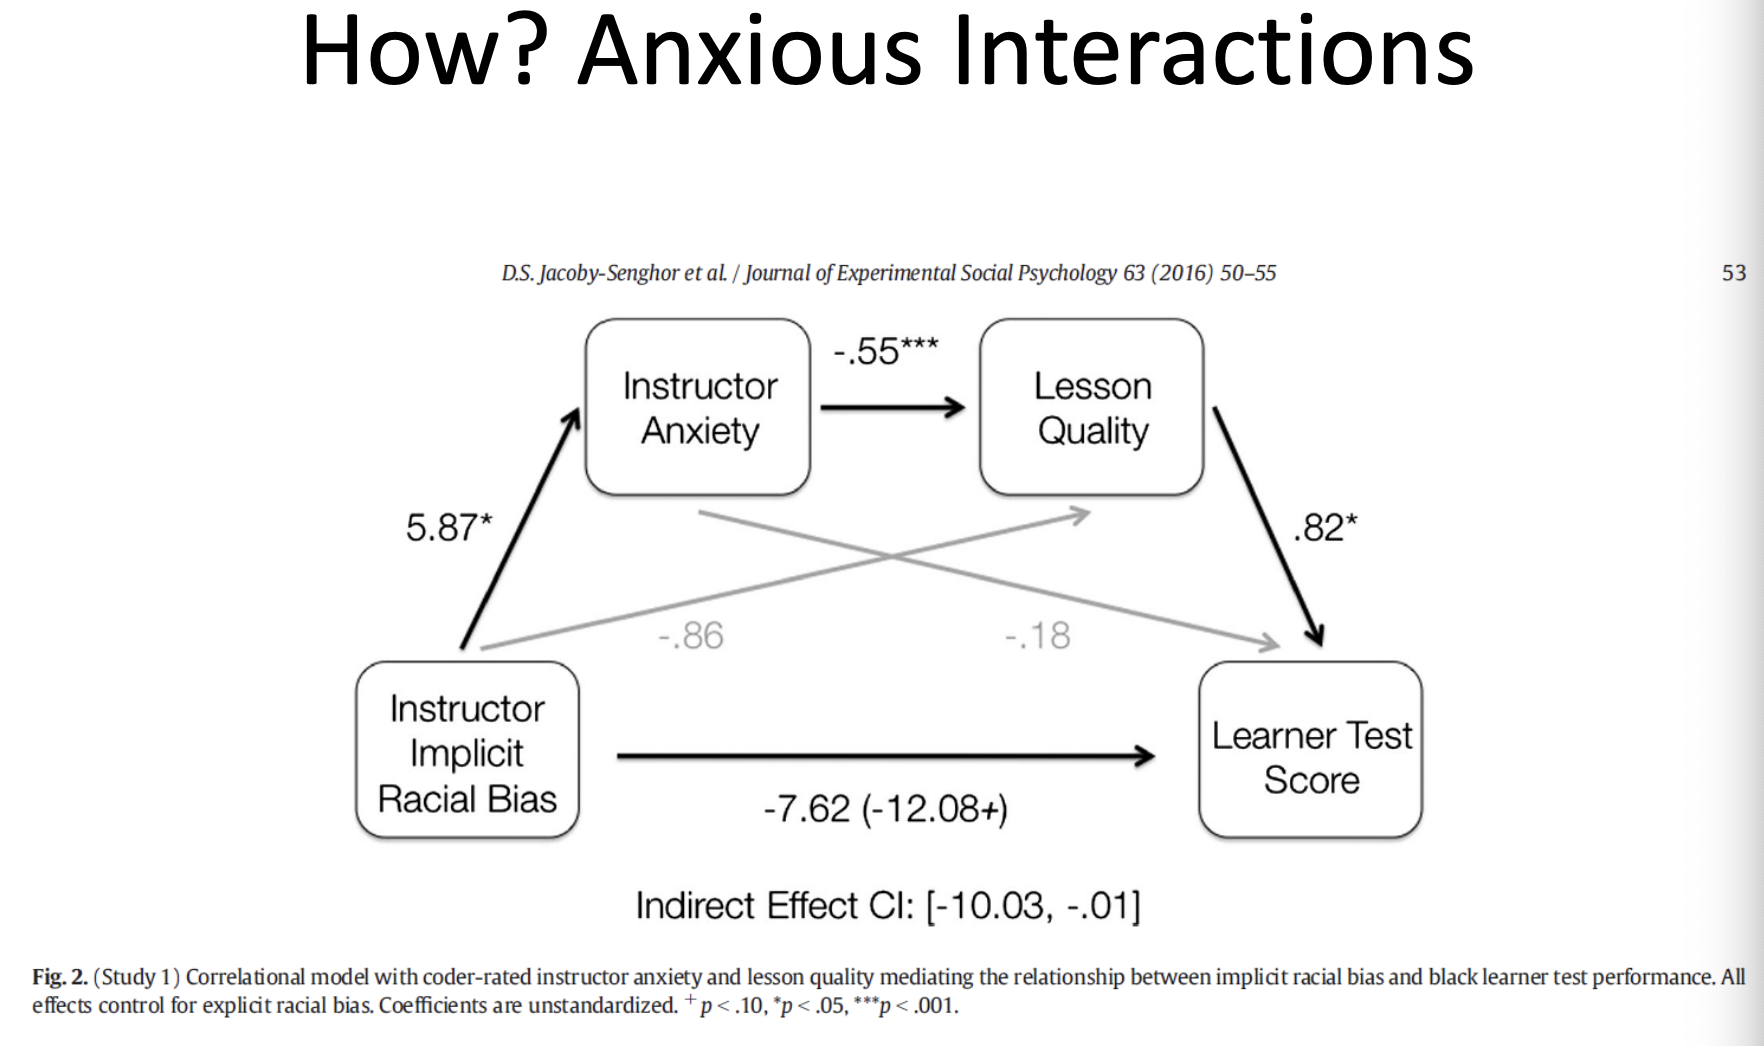 How? Anxious Interactions
D.S. Jacoby-Senghor et al. / Journal of Experimental Social Psychology 63 (2016) 50–55
53
Instructor
Anxiety
-.55***
Lesson
Quality
5.87*
.82*
-.86
-.18
Instructor
Implicit
Racial Bias
Learner Test
Score
-7.62 (-12.08+)
Indirect Effect CI: [-10.03, -.01]
Fig. 2. (Study 1) Correlational model with coder-rated instructor anxiety and lesson quality mediating the relationship between implicit racial bias and black learner test performance. All
effects control for explicit racial bias. Coefficients are unstandardized. +p < .10, *p < .05, ***p < .001.